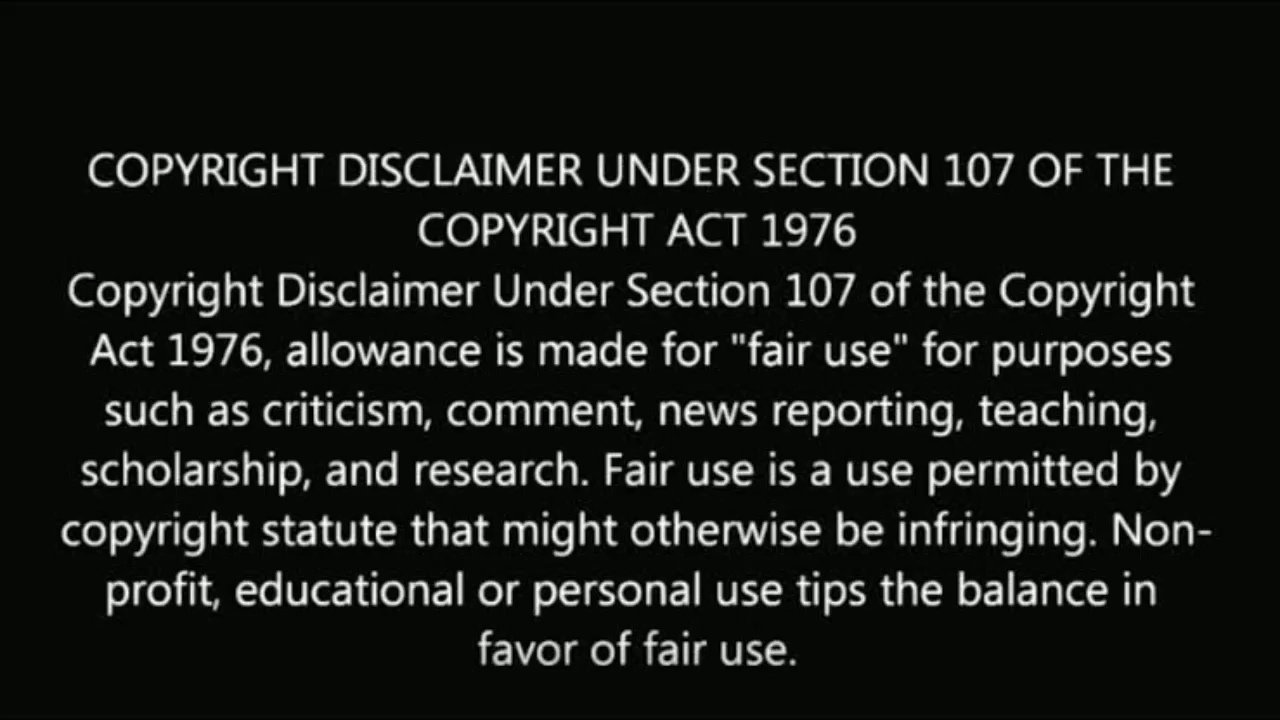 COPYRIGHT DISCLAIMER UNDER SECTION 107 OF THE
COPYRIGHT ACT 1976
Copyright Disclaimer Under Section 107 of the Copyright
Act 1976, allowance is made for "fair use" for purposes
such as criticism, comment, news reporting, teaching,
scholarship, and research. Fair use is a use permitted by
copyright statute that might otherwise be infringing. Non-
profit, educational or personal use tips the balance in
favor of fair use.